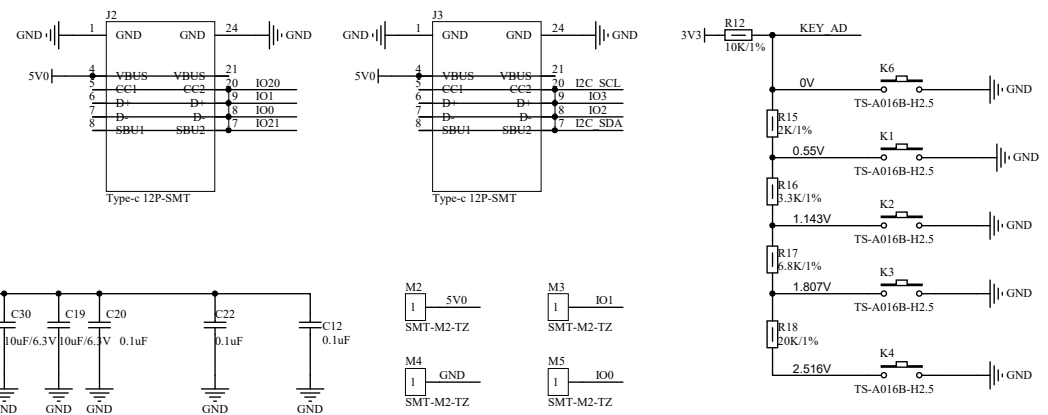 J2
GND 1 GND GND 24 GND
5V0 4 VBUS VBUS 21
5 CC1 CC2 20 IO20
6 D+ D+ 9 IO1
7 D- D- 8 IO0
8 SBU1 SBU2 7 IO21
Type-c 12P-SMT
J3
GND 1 GND GND 24 GND
5V0 4 VBUS VBUS 21
5 CC1 CC2 20 I2C_SCL
6 D+ D+ 9 IO3
7 D- D- 8 IO2
8 SBU1 SBU2 7 I2C_SDA
Type-c 12P-SMT
3V3 R12 KEY_AD
10K/1%
K6
0V GND
TS-A016B-H2.5
R15
2K/1%
K1
0.55V GND
TS-A016B-H2.5
R16
3.3K/1%
K2
1.143V GND
TS-A016B-H2.5
R17
6.8K/1%
K3
1.807V GND
TS-A016B-H2.5
R18
20K/1%
K4
2.516V GND
TS-A016B-H2.5
C30 C19 C20 C22 C12
10uF/6.3V 10uF/6.3V 0.1uF 0.1uF 0.1uF
GND GND GND GND
M2
1 5V0
SMT-M2-TZ
M3
1 IO1
SMT-M2-TZ
M4
1 GND
SMT-M2-TZ
M5
1 IO0
SMT-M2-TZ